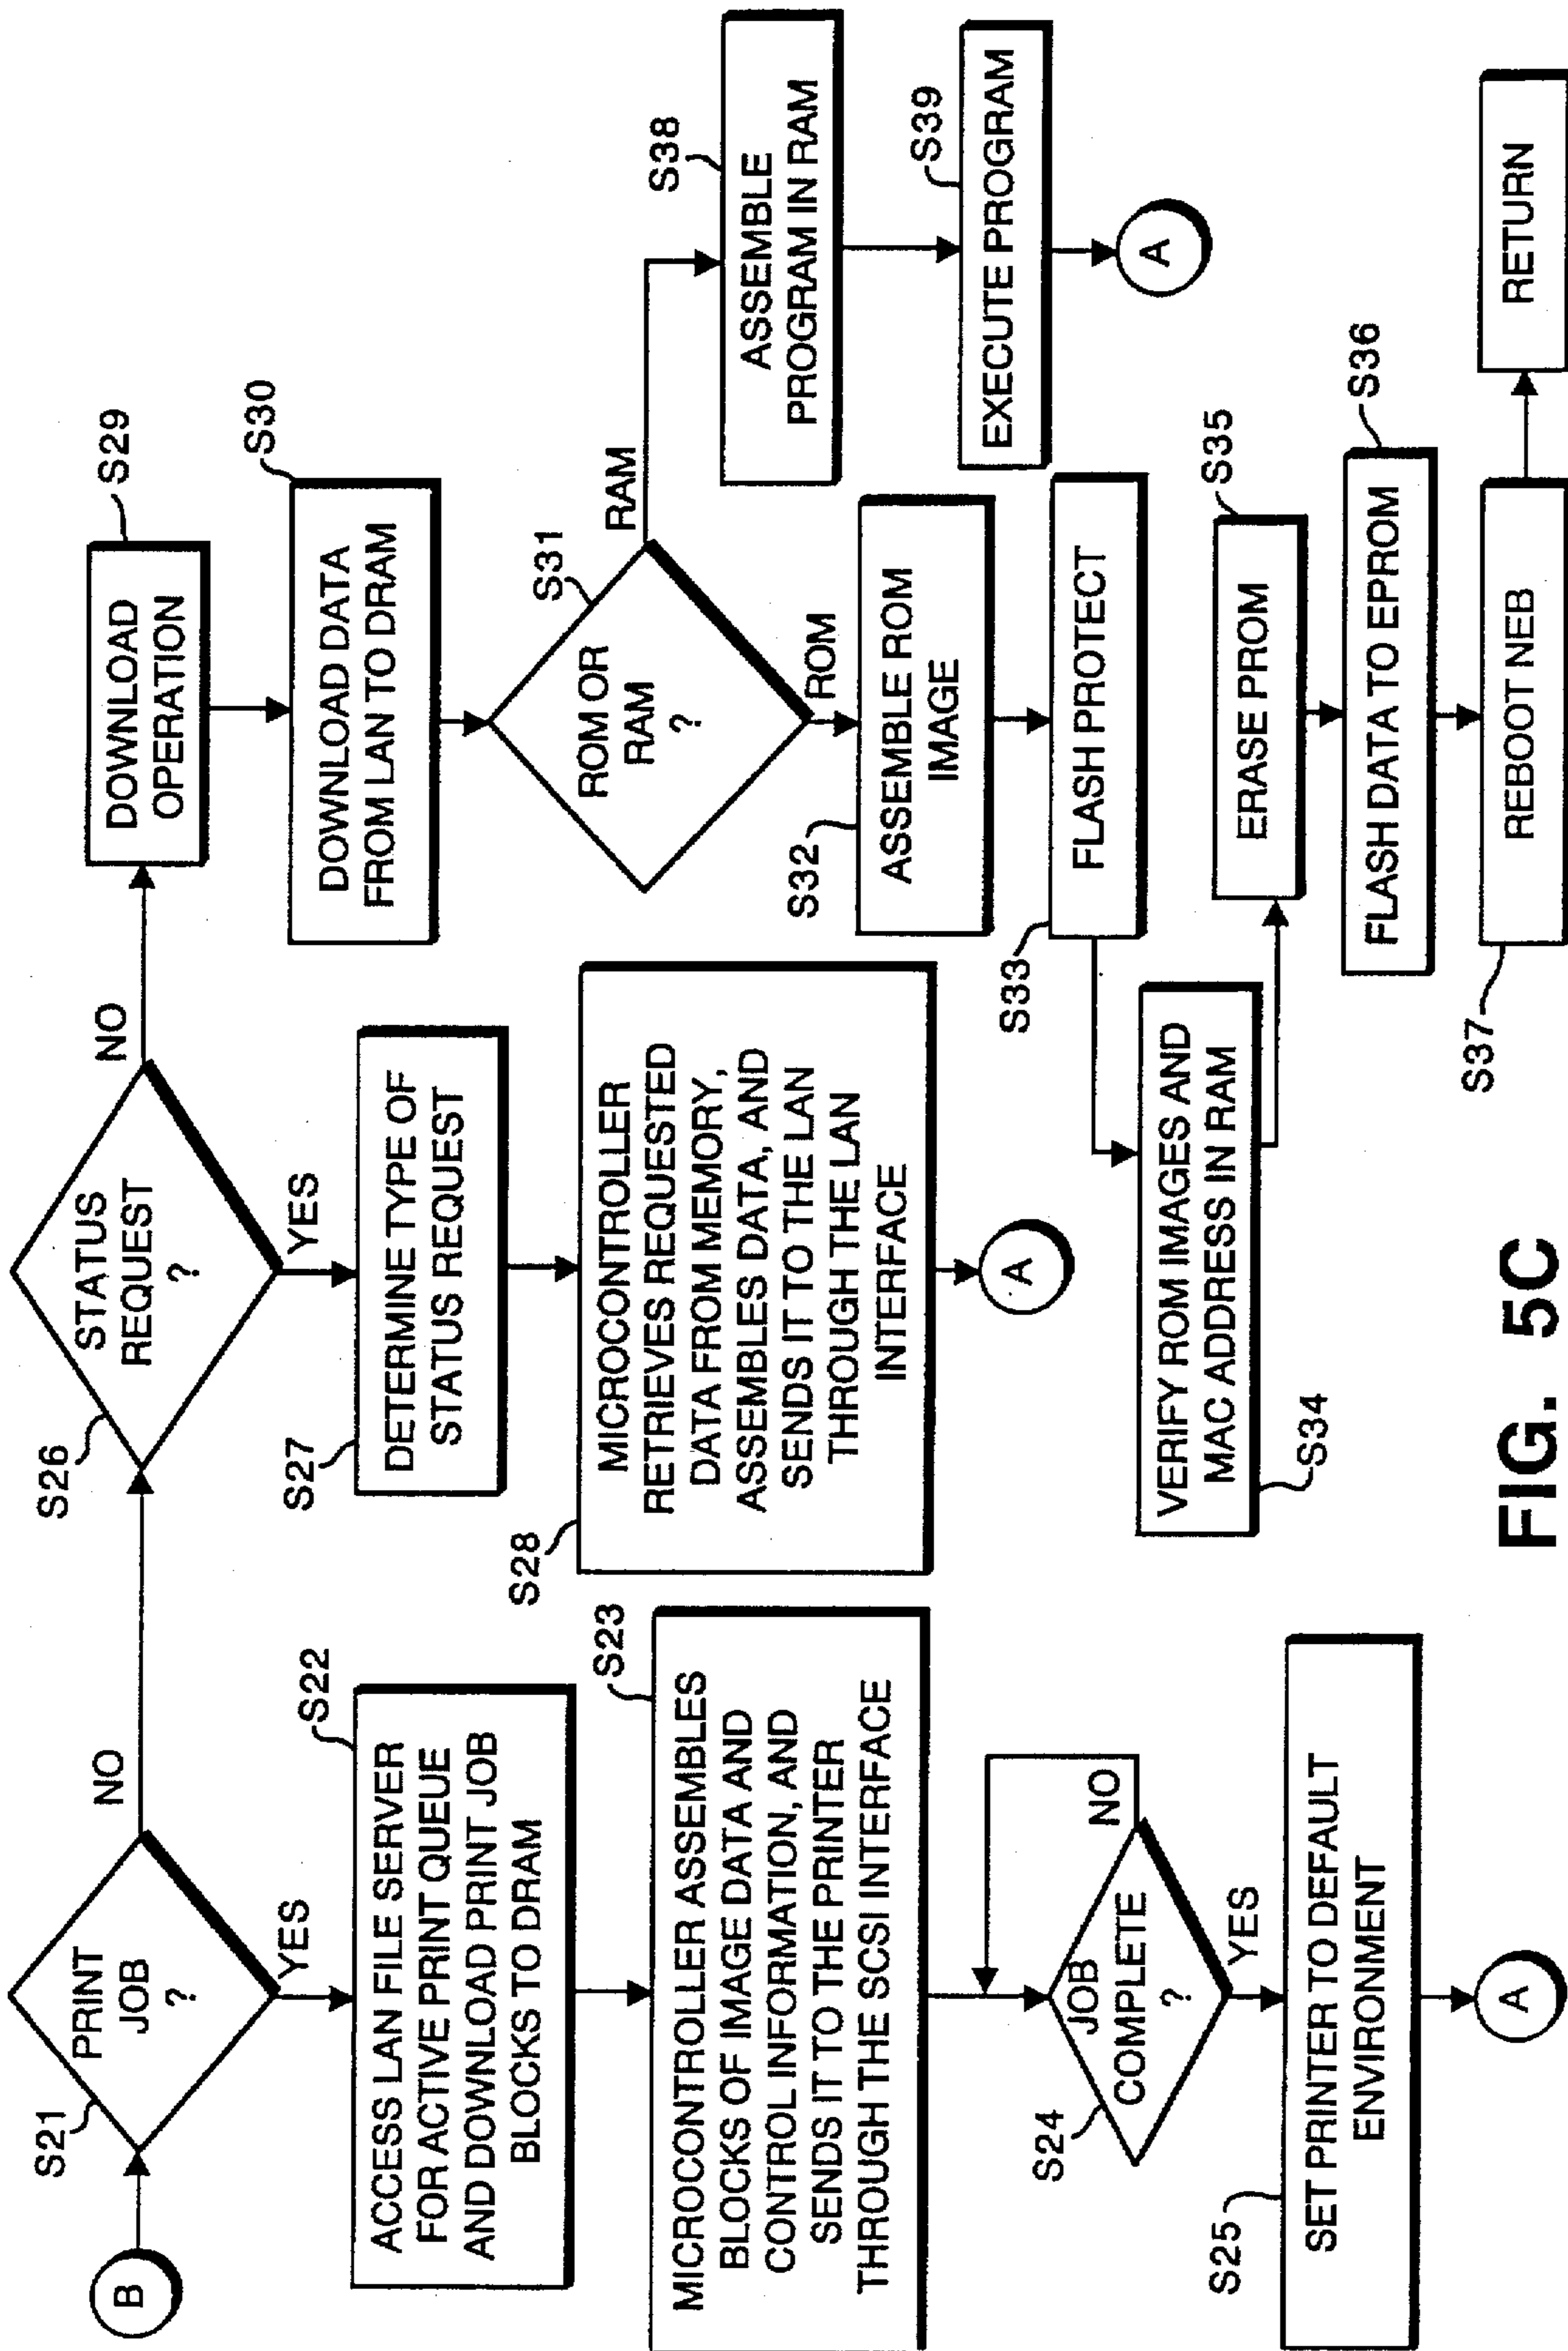 B
S21
PRINT
JOB
?
NO
YES
S22
ACCESS LAN FILE SERVER
FOR ACTIVE PRINT QUEUE
AND DOWNLOAD PRINT JOB
BLOCKS TO DRAM
S23
MICROCONTROLLER ASSEMBLES
BLOCKS OF IMAGE DATA AND
CONTROL INFORMATION, AND
SENDS IT TO THE PRINTER
THROUGH THE SCSI INTERFACE
S24
JOB
COMPLETE
?
NO
YES
S25
SET PRINTER TO DEFAULT
ENVIRONMENT
A
S26
STATUS
REQUEST
?
NO
YES
S27
DETERMINE TYPE OF
STATUS REQUEST
S28
MICROCONTROLLER
RETRIEVES REQUESTED
DATA FROM MEMORY,
ASSEMBLES DATA, AND
SENDS IT TO THE LAN
THROUGH THE LAN
INTERFACE
A
S29
DOWNLOAD
OPERATION
S30
DOWNLOAD DATA
FROM LAN TO DRAM
S31
ROM OR
RAM
?
RAM
ROM
S32
ASSEMBLE ROM
IMAGE
S33
FLASH PROTECT
VERIFY ROM IMAGES AND
MAC ADDRESS IN RAM
S34
S35
ERASE PROM
S36
FLASH DATA TO EPROM
S37
REBOOT NEB
RETURN
S38
ASSEMBLE
PROGRAM IN RAM
S39
EXECUTE PROGRAM
A
FIG. 5C